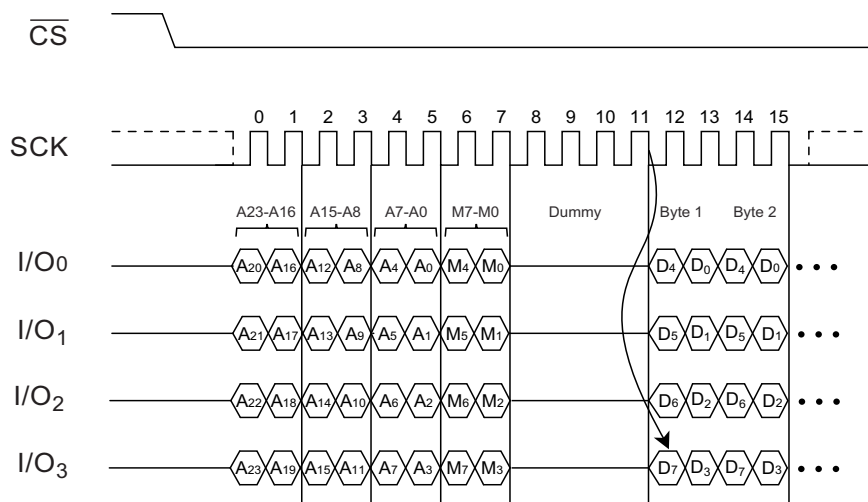 CS
0 1 2 3 4 5 6 7 8 9 10 11 12 13 14 15
SCK
A23-A16 A15-A8 A7-A0 M7-M0 Dummy Byte 1 Byte 2
I/O0 A20 A16 A12 A8 A4 A0 M4 M0 D4 D0 D4 D0 • • •
I/O1 A21 A17 A13 A9 A5 A1 M5 M1 D5 D1 D5 D1 • • •
I/O2 A22 A18 A14 A10 A6 A2 M6 M2 D6 D2 D6 D2 • • •
I/O3 A23 A19 A15 A11 A7 A3 M7 M3 D7 D3 D7 D3 • • •